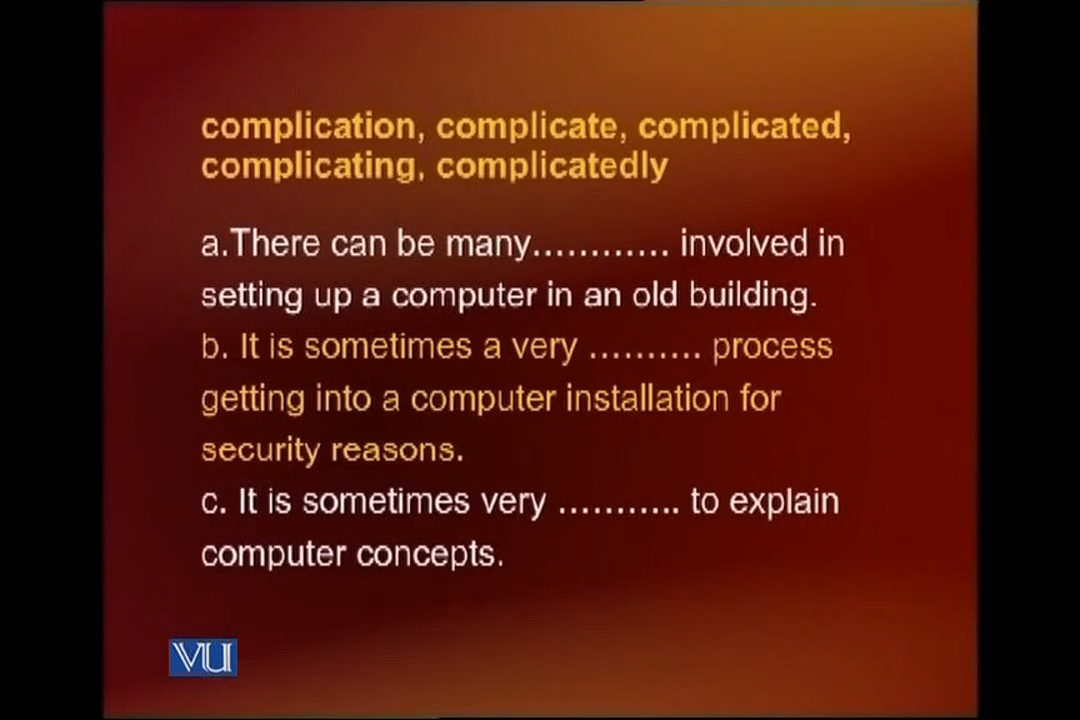 complication, complicate, complicated,
complicating, complicatedly
a.There can be many…………. involved in
setting up a computer in an old building.
b. It is sometimes a very ………. process
getting into a computer installation for
security reasons.
c. It is sometimes very ……….. to explain
computer concepts.
VU